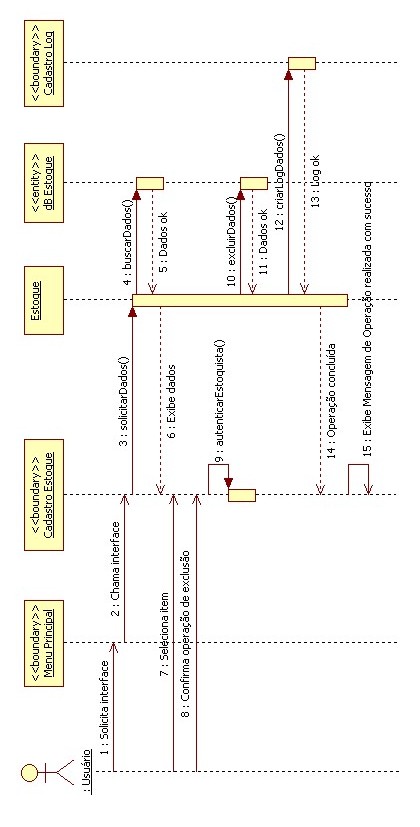 : Usuário
<<boundary>>
Menu Principal
<<boundary>>
Cadastro Estoque
Estoque
<<entity>>
dB Estoque
<<boundary>>
Cadastro Log
1 : Solicita interface
2 : Chama interface
3 : solicitarDados()
4 : buscarDados()
5 : Dados ok
6 : Exibe dados
7 : Seleciona item
8 : Confirma operação de exclusão
9 : autenticarEstoquista()
10 : excluirDados()
11 : Dados ok
12 : criarLogDados()
13 : Log ok
14 : Operação concluída
15 : Exibe Mensagem de Operação realizada com sucesso